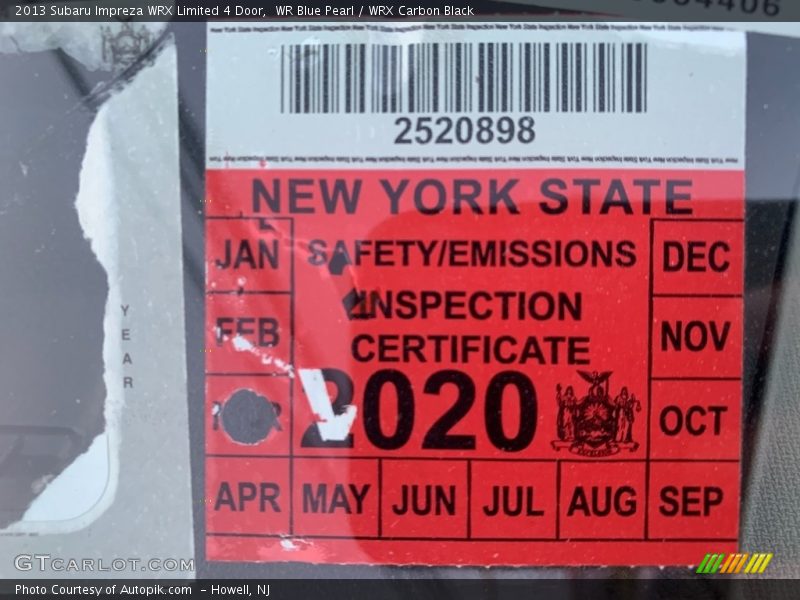 2013 Subaru Impreza WRX Limited 4 Door, WR Blue Pearl / WRX Carbon Black
2520898
NEW YORK STATE
JAN SAFETY/EMISSIONS DEC
INSPECTION
FEB CERTIFICATE NOV
2020
OCT
APR MAY JUN JUL AUG SEP
YEAR
GTCARLOT.COM
Photo Courtesy of Autopik.com - Howell, NJ